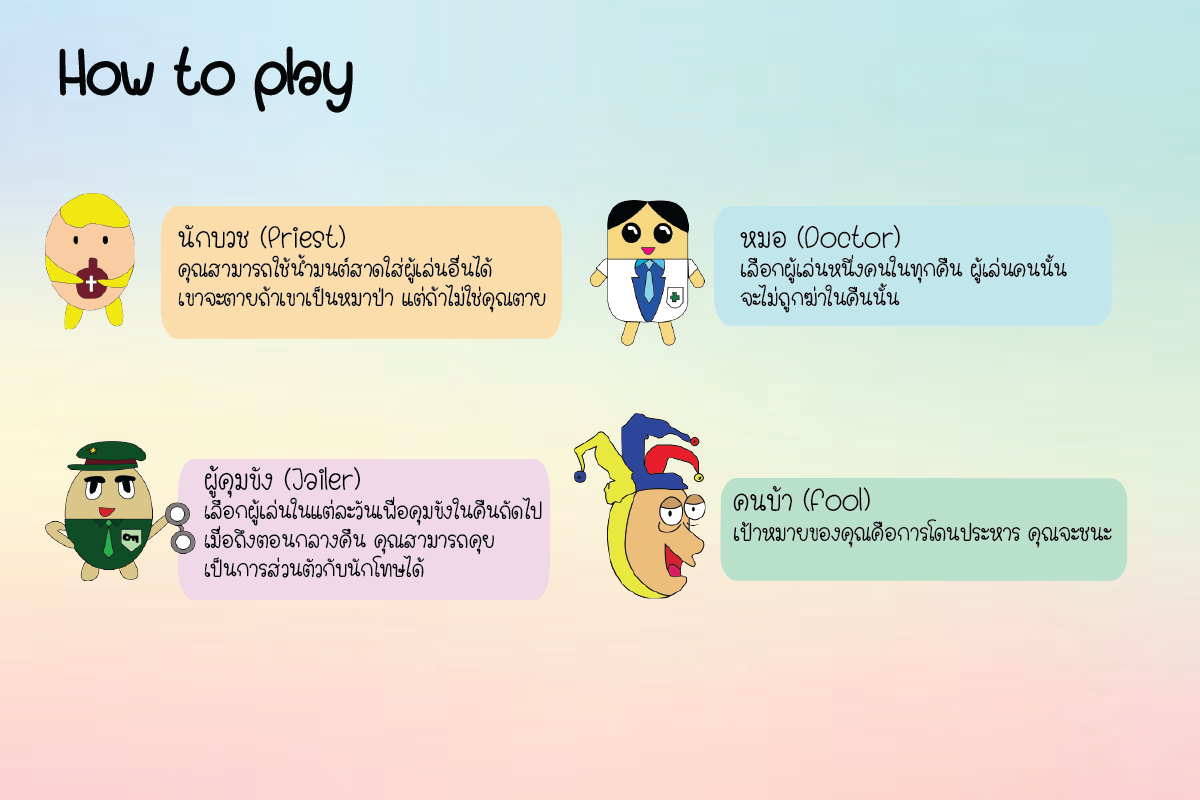 How to play
นักบวช (Priest)
คุณสามารถใช้น้ำมนต์สาดใส่ผู้เล่นอื่นได้
เขาจะตายถ้าเขาเป็นหมาป่า แต่ถ้าไม่ใช่คุณตาย
หมอ (Doctor)
เลือกผู้เล่นหนึ่งคนในทุกคืน ผู้เล่นคนนั้น
จะไม่ถูกฆ่าในคืนนั้น
ผู้คุมขัง (Jailer)
เลือกผู้เล่นในแต่ละวันเพื่อคุมขังในคืนถัดไป
เมื่อถึงตอนกลางคืน คุณสามารถคุย
เป็นการส่วนตัวกับนักโทษได้
คนบ้า (Fool)
เป้าหมายของคุณคือการโดนประหาร คุณจะชนะ